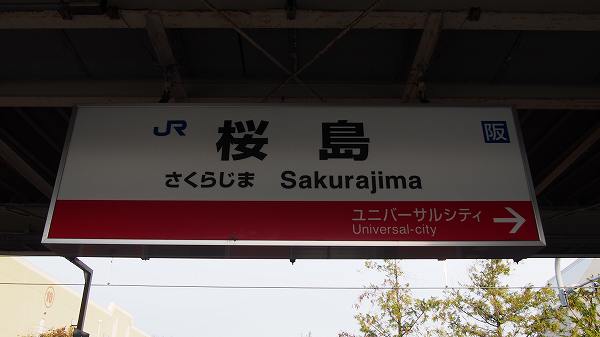 JR 桜島 阪
さくらじま Sakurajima
ユニバーサルシティ →
Universal-city